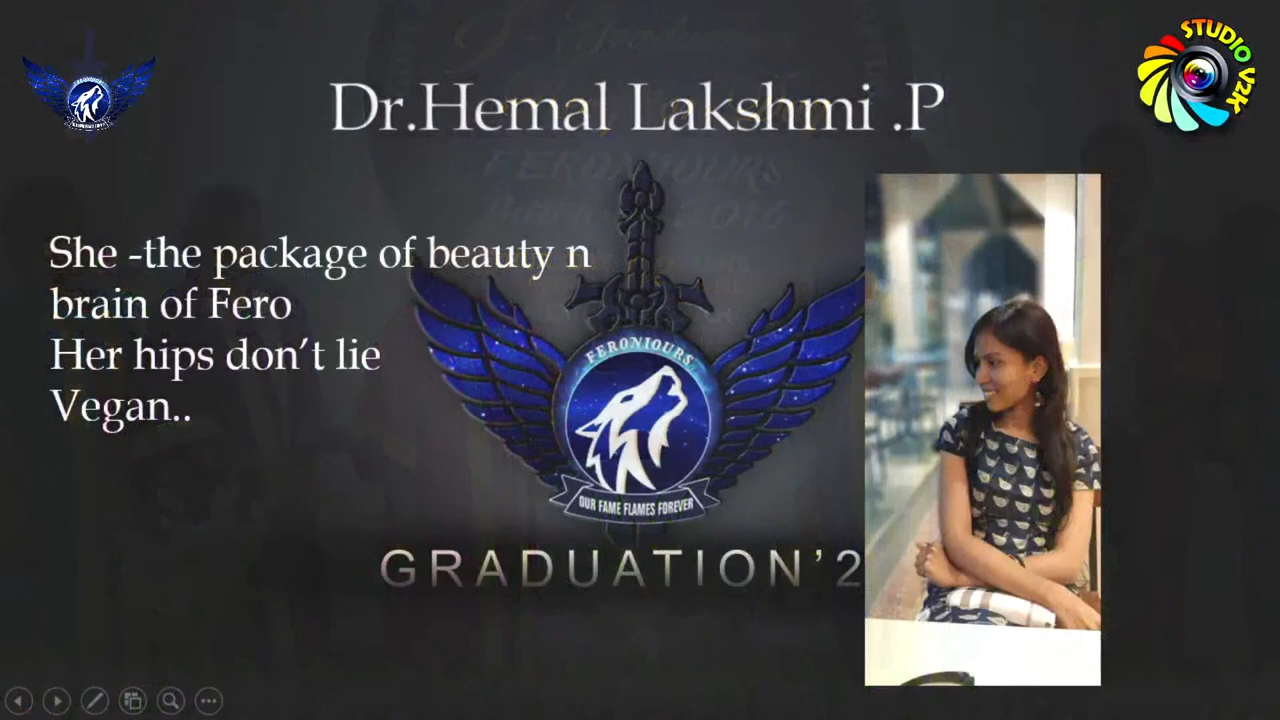 STUDIO V2K
Dr.Hemal Lakshmi .P
She -the package of beauty n
brain of Fero
Her hips don't lie
Vegan..
FERONIOURS
OUR FAME FLAMES FOREVER
GRADUATION'2